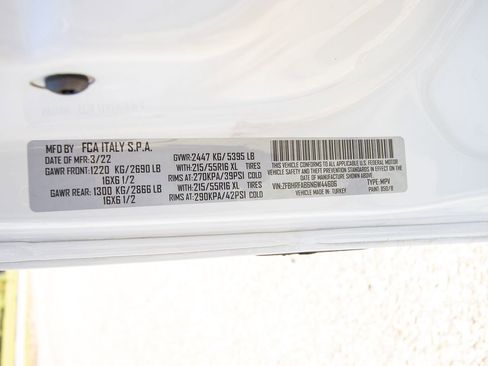 MFD BY FCA ITALY S.P.A.
DATE OF MFR: 3/22 GVWR: 2447 KG/5395 LB
GAWR FRONT: 1220 KG/2690 LB WITH: 215/55R16 XL TIRES
16X6 1/2 RIMS AT: 270KPA/39PSI COLD
GAWR REAR: 1300 KG/2866 LB WITH: 215/55R16 XL TIRES
16X6 1/2 RIMS AT: 290KPA/42PSI COLD
THIS VEHICLE CONFORMS TO ALL APPLICABLE U.S. FEDERAL MOTOR
VEHICLE SAFETY AND THEFT PREVENTION STANDARDS IN EFFECT ON THE
DATE OF MANUFACTURE SHOWN ABOVE.
VIN: ZFBHRFAB6N6W44606 TYPE: MPV
VEHICLE MADE IN: TURKEY PAINT: 050/B